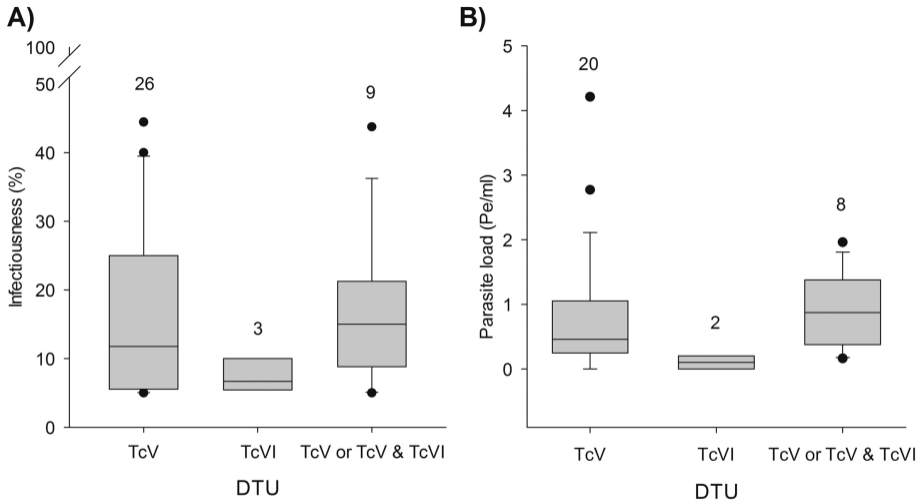 A)
100
50
40
30
20
10
0
Infectiousness (%)
26
3
9
TcV
TcVI
TcV or TcV & TcVI
DTU
B)
5
4
3
2
1
0
Parasite load (Pe/ml)
20
2
8
TcV
TcVI
TcV or TcV & TcVI
DTU